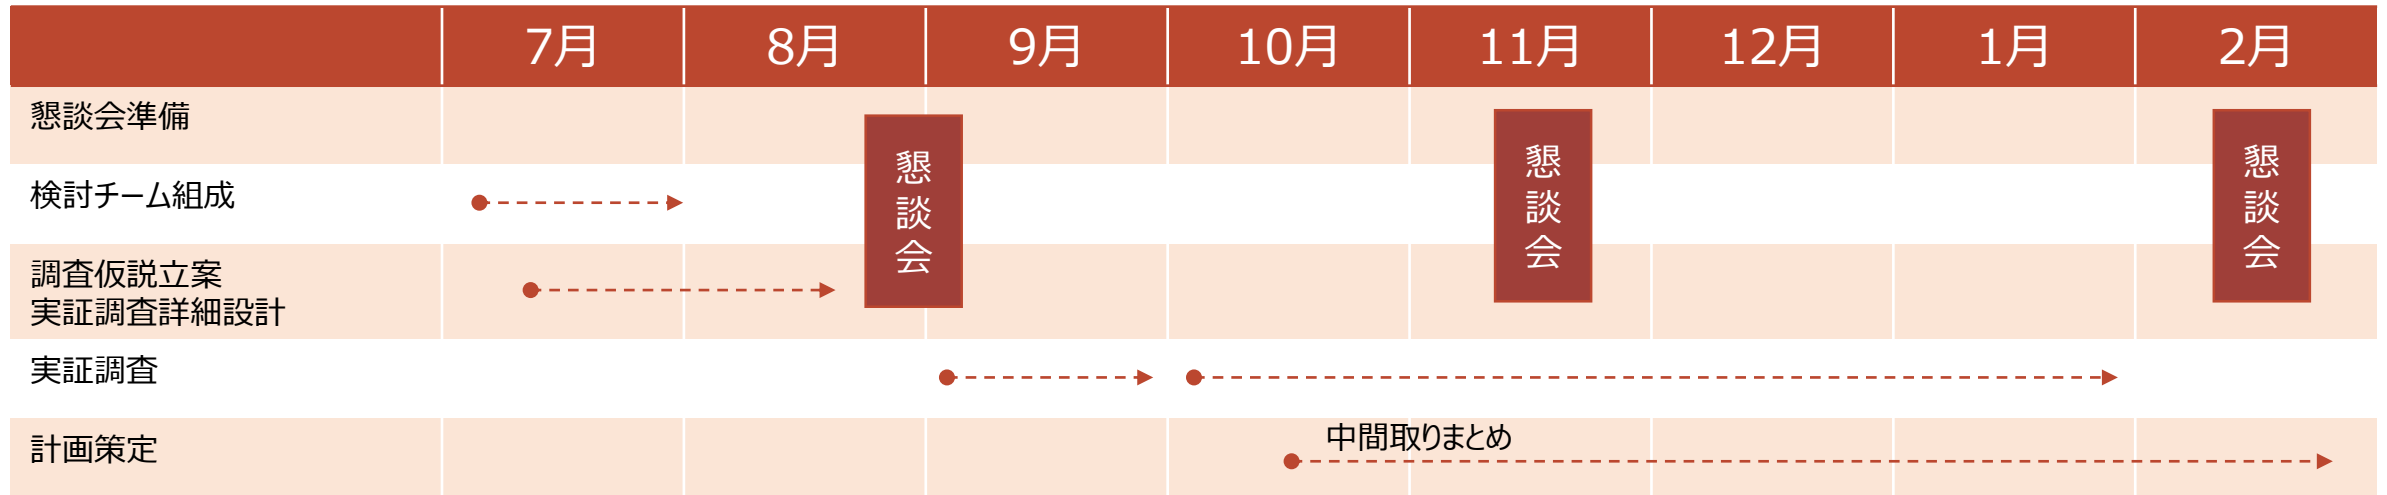 7月 8月 9月 10月 11月 12月 1月 2月
懇談会準備
懇談会
懇談会
懇談会
検討チーム組成
調査仮説立案
実証調査詳細設計
実証調査
計画策定
中間取りまとめ